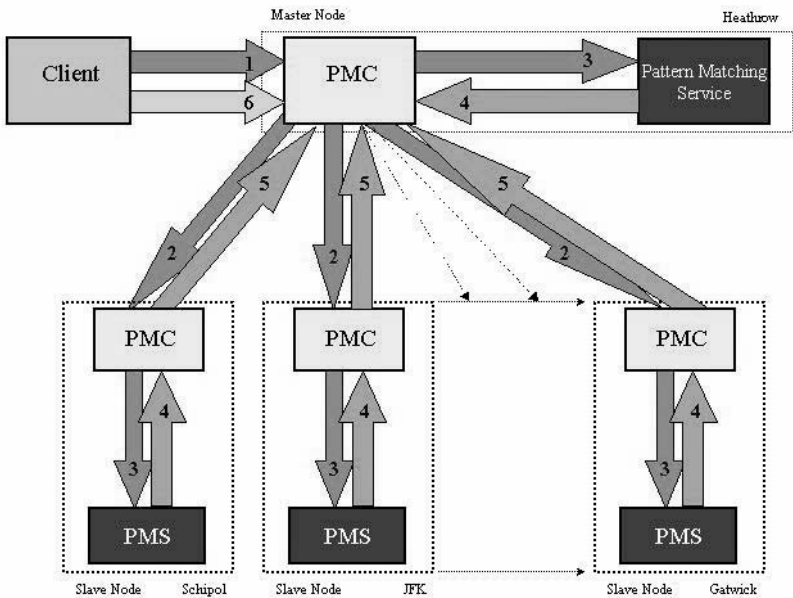 Master Node
Heathrow
Client
1
6
PMC
3
4
Pattern Matching
Service
2
5
2
5
2
5
PMC
PMC
PMC
3
4
3
4
3
4
PMS
PMS
PMS
Slave Node
Schipol
Slave Node
JFK
Slave Node
Gatwick